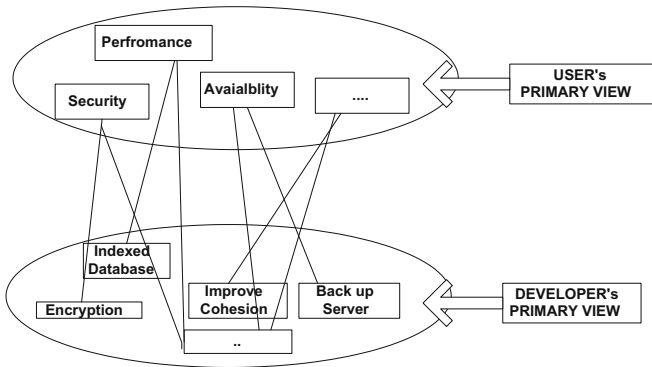 Perfromance
Security
Avaialblity
....
USER's
PRIMARY VIEW
Indexed
Database
Encryption
Improve
Cohesion
Back up
Server
..
DEVELOPER's
PRIMARY VIEW